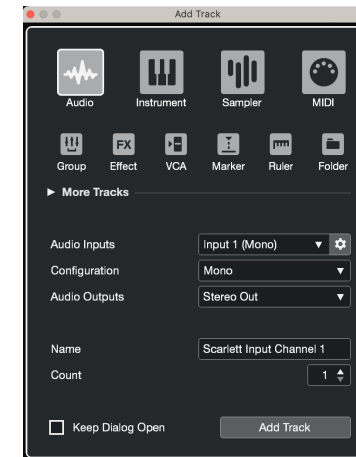 Add Track
Audio Instrument Sampler MIDI
FX
Group Effect VCA Marker Ruler Folder
► More Tracks
Audio Inputs Input 1 (Mono) ▼
Configuration Mono ▼
Audio Outputs Stereo Out ▼
Name Scarlett Input Channel 1
Count 1
Keep Dialog Open Add Track